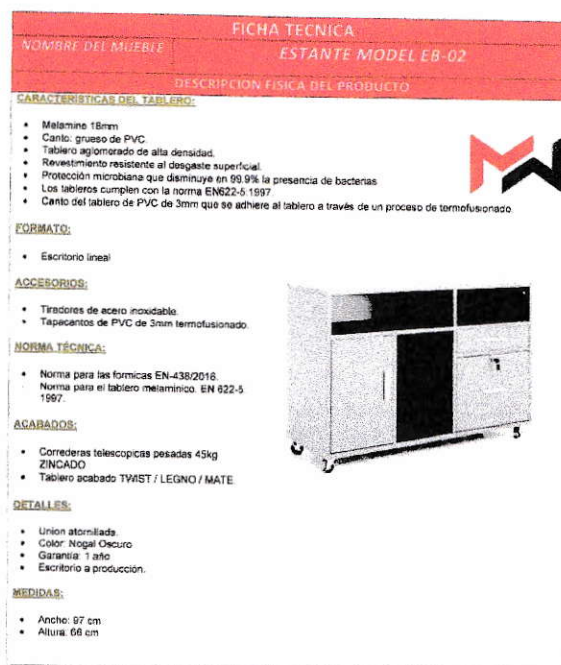 FICHA TECNICA
NOMBRE DEL MUEBLE
ESTANTE MODEL EB-02
DESCRIPCION FISICA DEL PRODUCTO
CARACTERÍSTICAS DEL TABLERO:
• Melamine 18mm
• Canto: grueso de PVC.
• Tablero aglomerado de alta densidad.
• Revestimiento resistente al desgaste superficial.
• Protección microbiana que disminuye en 99.9% la presencia de bacterias
• Los tableros cumplen con la norma EN622-5:1997.
• Canto del tablero de PVC de 3mm que se adhiere al tablero a través de un proceso de termofusionado.
FORMATO:
• Escritorio lineal
ACCESORIOS:
• Tiradores de acero inoxidable.
• Tapacantos de PVC de 3mm termofusionado.
NORMA TÉCNICA:
• Norma para las formicas EN-438/2016.
Norma para el tablero melaminico. EN 622-5
1997.
ACABADOS:
• Correderas telescopicas pesadas 45kg
ZINCADO
• Tablero acabado TWIST / LEGNO / MATE
DETALLES:
• Union atornillada.
• Color: Nogal Oscuro
• Garantía: 1 año
• Escritorio a producción.
MEDIDAS:
• Ancho: 97 cm
• Altura: 66 cm